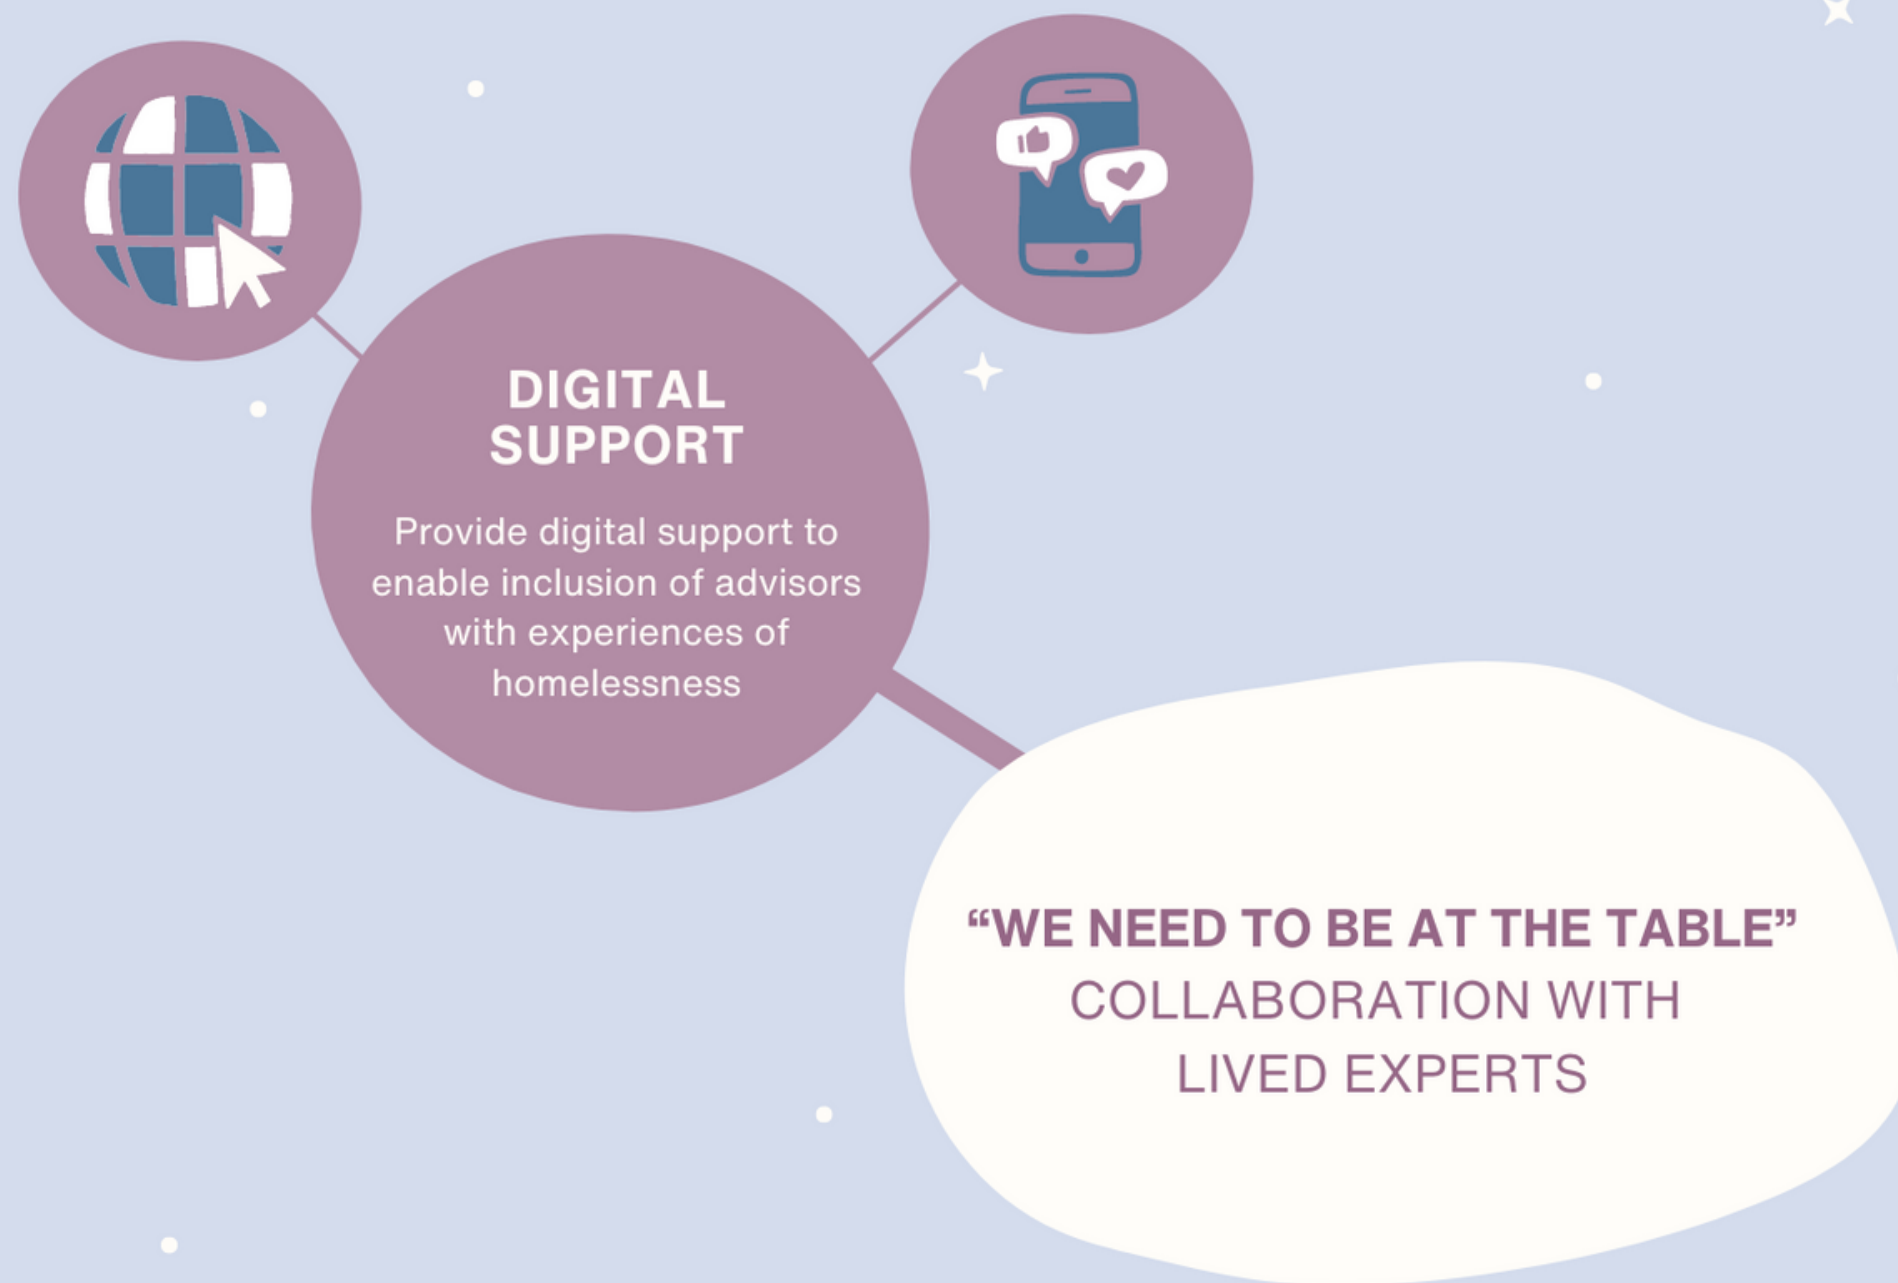 DIGITAL
SUPPORT
Provide digital support to
enable inclusion of advisors
with experiences of
homelessness
“WE NEED TO BE AT THE TABLE”
COLLABORATION WITH
LIVED EXPERTS